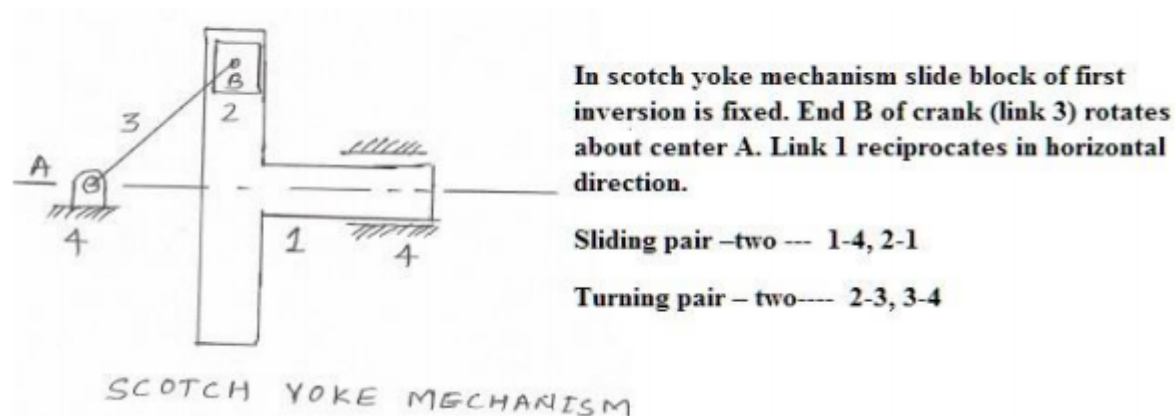 In scotch yoke mechanism slide block of first
inversion is fixed. End B of crank (link 3) rotates
about center A. Link 1 reciprocates in horizontal
direction.
Sliding pair –two --- 1-4, 2-1
Turning pair – two---- 2-3, 3-4
B
2
3
A
4
1
4
SCOTCH YOKE MECHANISM